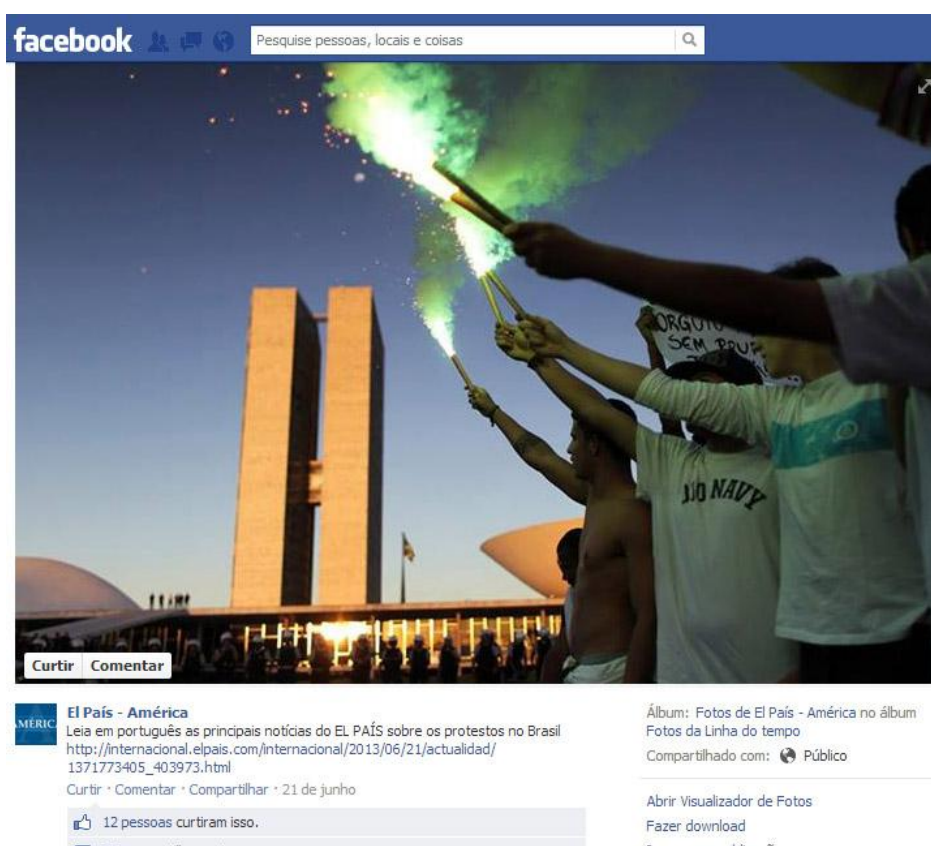 facebook
Pesquise pessoas, locais e coisas
SEM
NAVY
Curtir Comentar
El País - América
Leia em português as principais notícias do EL PAÍS sobre os protestos no Brasil
http://internacional.elpais.com/internacional/2013/06/21/actualidad/
1371773405_403973.html
Curtir · Comentar · Compartilhar · 21 de junho
12 pessoas curtiram isso.
Álbum: Fotos de El País - América no álbum
Fotos da Linha do tempo
Compartilhado com: Público
Abrir Visualizador de Fotos
Fazer download